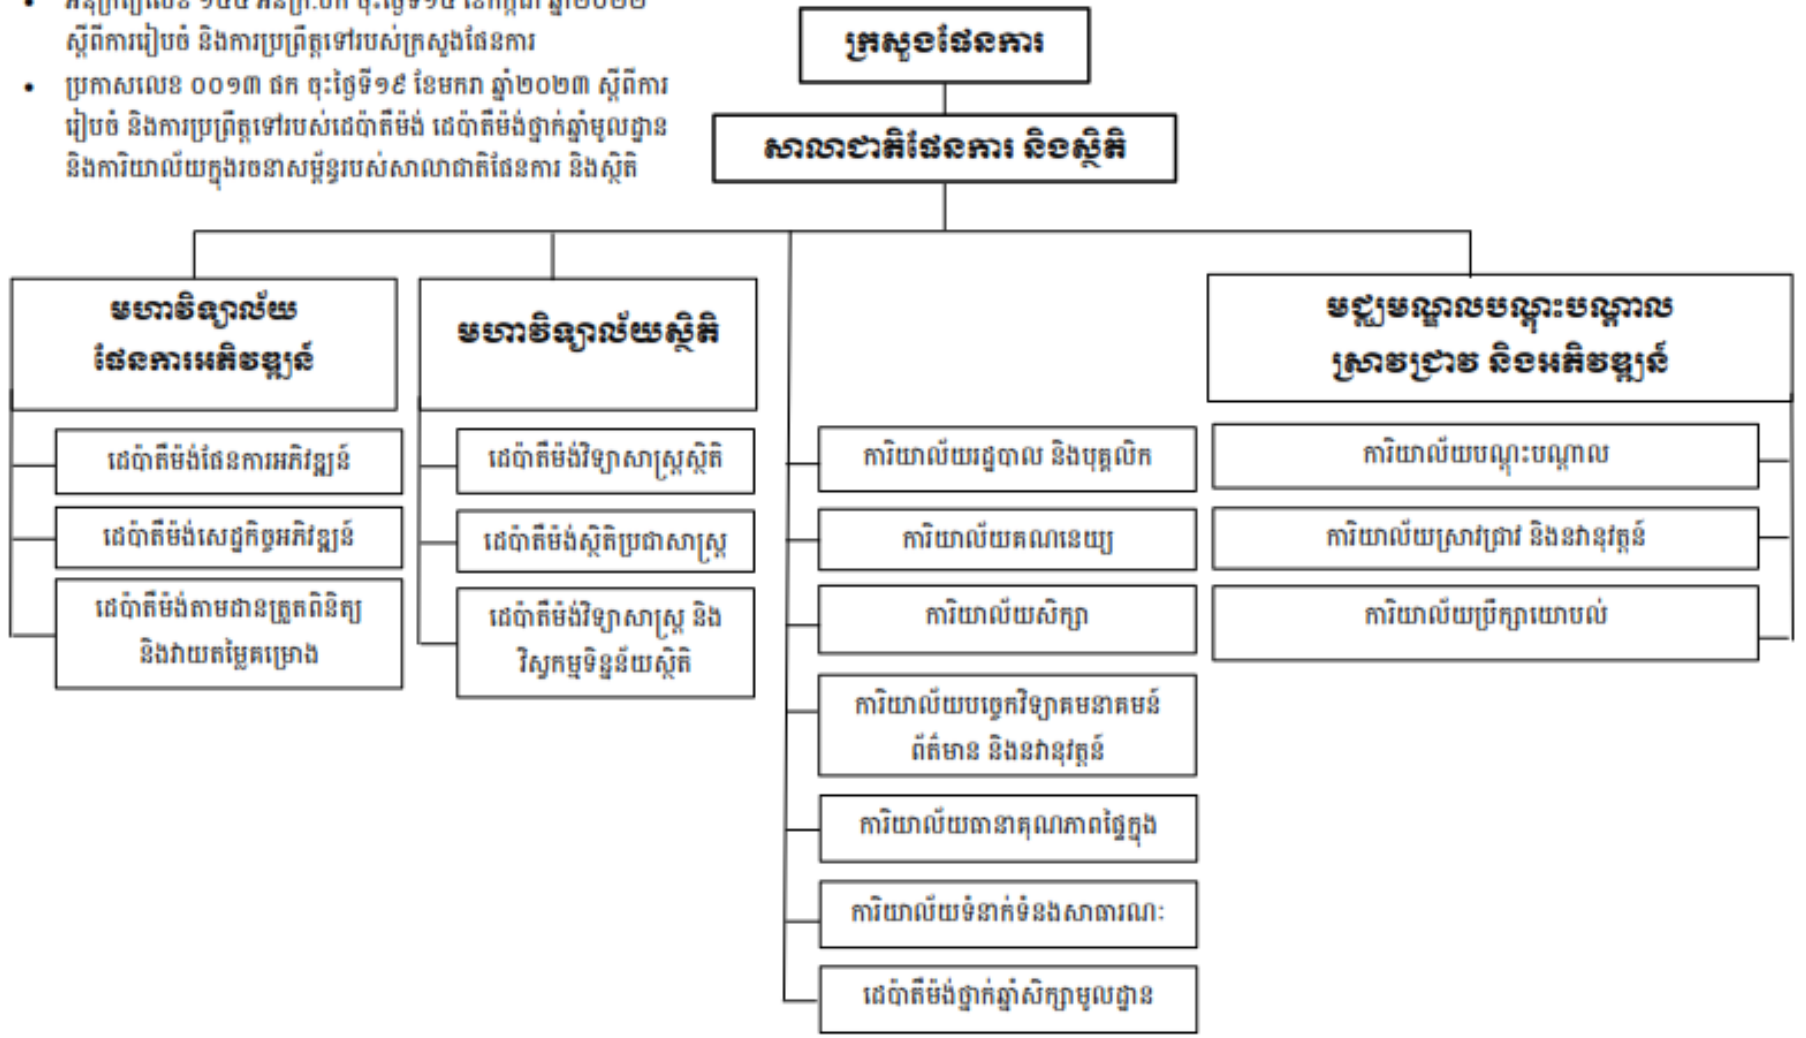 ស្តីពីការរៀបចំ និងការប្រព្រឹត្តទៅរបស់ក្រសួងផែនការ
• ប្រកាសលេខ ០០១៣ ផក ចុះថ្ងៃទី១៩ ខែមករា ឆ្នាំ២០២៣ ស្តីពីការ
រៀបចំ និងការប្រព្រឹត្តទៅរបស់ដេប៉ាតឺម៉ង់ ដេប៉ាតឺម៉ង់ថ្នាក់ឆ្នាំមូលដ្ឋាន
និងការិយាល័យក្នុងរចនាសម្ព័ន្ធរបស់សាលាជាតិផែនការ និងស្ថិតិ
ក្រសួងផែនការ
សាលាជាតិផែនការ និងស្ថិតិ
មហាវិទ្យាល័យ
ផែនការអភិវឌ្ឍន៍
ដេប៉ាតឺម៉ង់ផែនការអភិវឌ្ឍន៍
ដេប៉ាតឺម៉ង់សេដ្ឋកិច្ចអភិវឌ្ឍន៍
ដេប៉ាតឺម៉ង់តាមដានត្រួតពិនិត្យ
និងវាយតម្លៃគម្រោង
មហាវិទ្យាល័យស្ថិតិ
ដេប៉ាតឺម៉ង់វិទ្យាសាស្ត្រស្ថិតិ
ដេប៉ាតឺម៉ង់ស្ថិតិប្រជាសាស្ត្រ
ដេប៉ាតឺម៉ង់វិទ្យាសាស្ត្រ និង
វិស្វកម្មទិន្នន័យស្ថិតិ
ការិយាល័យរដ្ឋបាល និងបុគ្គលិក
ការិយាល័យគណនេយ្យ
ការិយាល័យសិក្សា
ការិយាល័យបច្ចេកវិទ្យាគមនាគមន៍
ព័ត៌មាន និងនវានុវត្តន៍
ការិយាល័យធានាគុណភាពផ្ទៃក្នុង
ការិយាល័យទំនាក់ទំនងសាធារណៈ
ដេប៉ាតឺម៉ង់ថ្នាក់ឆ្នាំសិក្សាមូលដ្ឋាន
មជ្ឈមណ្ឌលបណ្តុះបណ្តាល
ស្រាវជ្រាវ និងអភិវឌ្ឍន៍
ការិយាល័យបណ្តុះបណ្តាល
ការិយាល័យស្រាវជ្រាវ និងនវានុវត្តន៍
ការិយាល័យប្រឹក្សាយោបល់